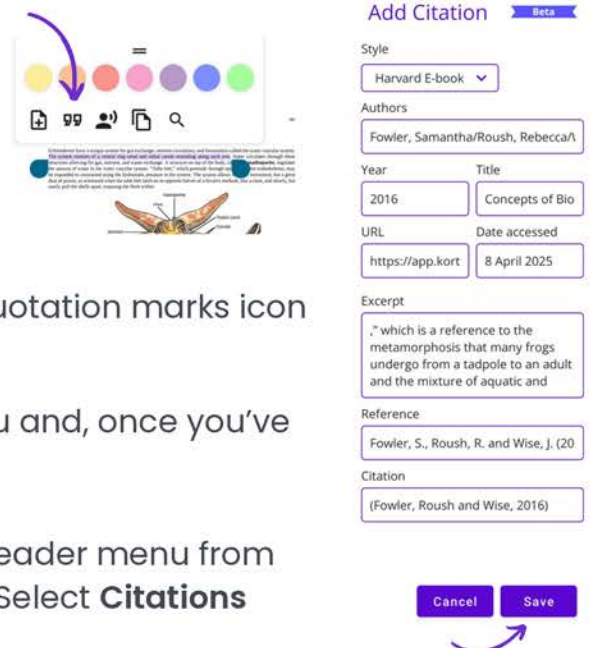 Add Citation
Beta
Style
Harvard E-book
Authors
Fowler, Samantha/Roush, Rebecca/
Year Title
2016 Concepts of Bio
URL Date accessed
https://app.kort 8 April 2025
Excerpt
," which is a reference to the
metamorphosis that many frogs
undergo from a tadpole to an adult
and the mixture of aquatic and
Reference
Fowler, S., Roush, R. and Wise, J. (20
Citation
(Fowler, Roush and Wise, 2016)
Cancel Save
uotation marks icon
u and, once you've
eader menu from
Select Citations